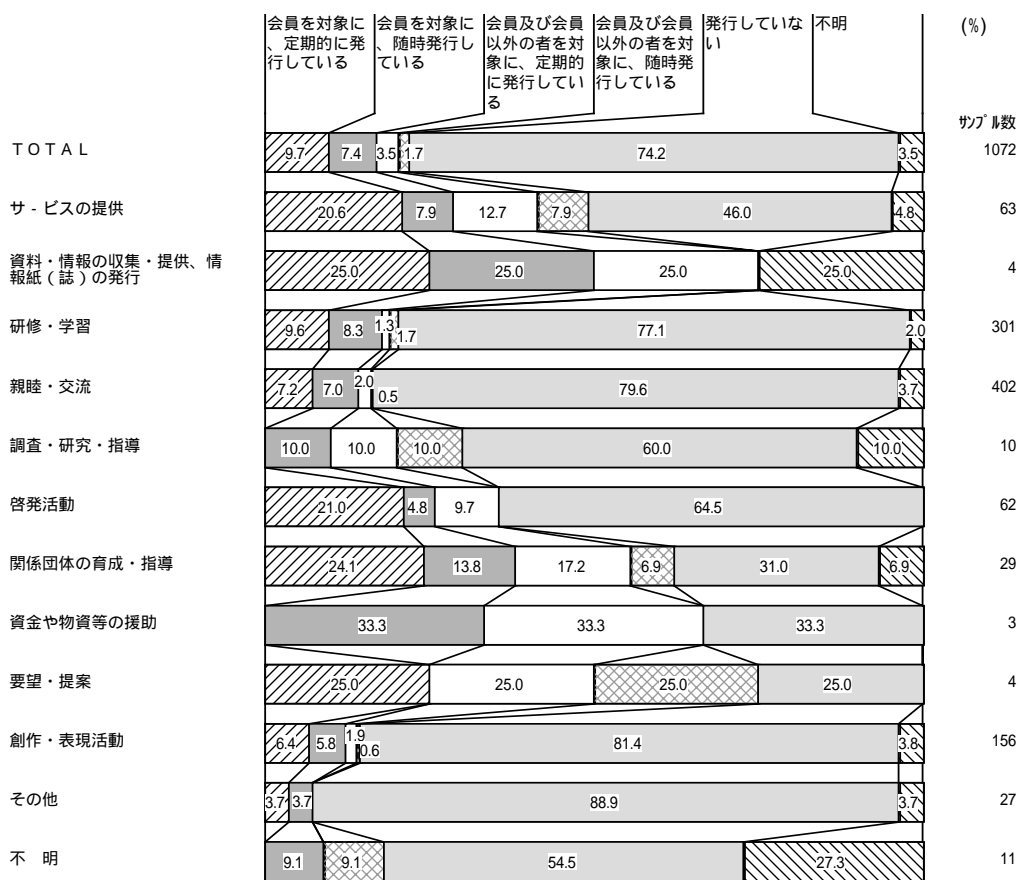 会員を対象に
、定期的に発
行している
会員を対象に
、随時発行し
ている
会員及び会員
以外の者を対
象に、定期的
に発行してい
る
会員及び会員
以外の者を対
象に、随時発
行している
発行していな
い
不明
(%)
サンプル数
ＴＯＴＡＬ
9.7 7.4 3.5 1.7 74.2 3.5 1072
サ - ビスの提供
20.6 7.9 12.7 7.9 46.0 4.8 63
資料・情報の収集・提供、情
報紙（誌）の発行
25.0 25.0 25.0 25.0 4
研修・学習
9.6 8.3 1.3 1.7 77.1 2.0 301
親睦・交流
7.2 7.0 2.0 0.5 79.6 3.7 402
調査・研究・指導
10.0 10.0 10.0 60.0 10.0 10
啓発活動
21.0 4.8 9.7 64.5 62
関係団体の育成・指導
24.1 13.8 17.2 6.9 31.0 6.9 29
資金や物資等の援助
33.3 33.3 33.3 3
要望・提案
25.0 25.0 25.0 25.0 4
創作・表現活動
6.4 5.8 1.9 0.6 81.4 3.8 156
その他
3.7 3.7 88.9 3.7 27
不　明
9.1 9.1 54.5 27.3 11